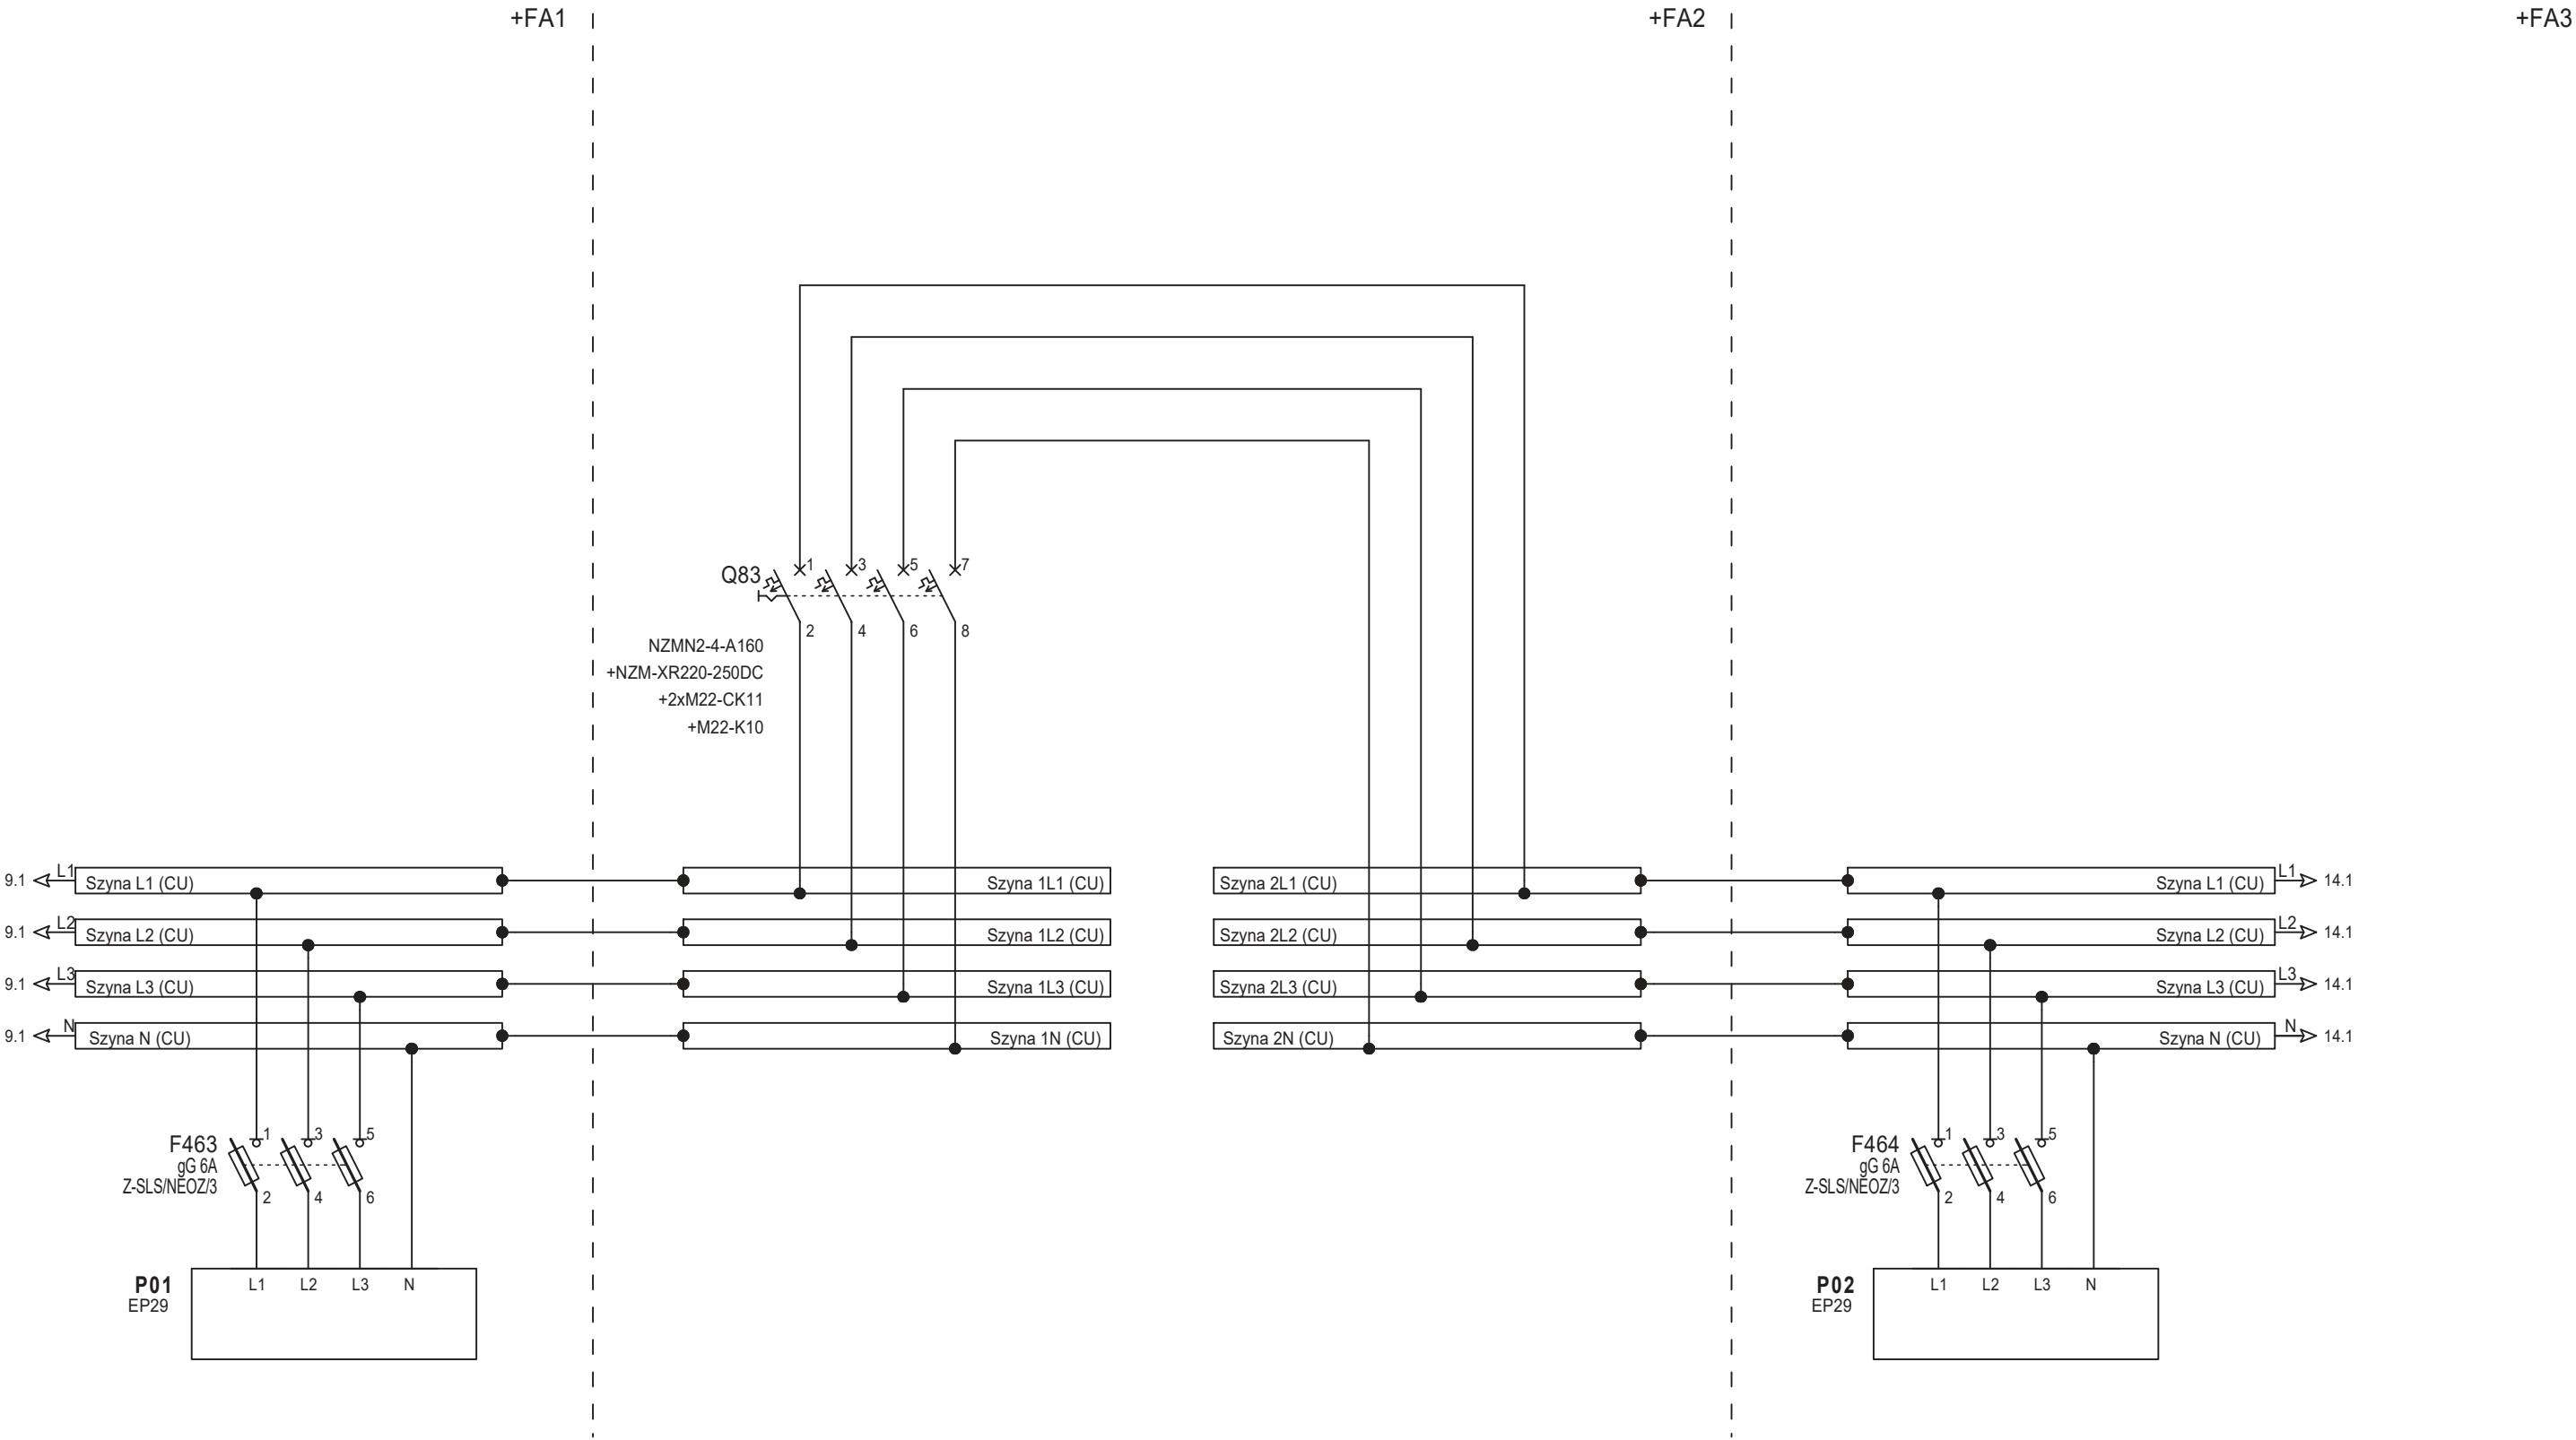 +FA1
+FA2
+FA3
Q83
1
3
5
7
2
4
6
8
NZMN2-4-A160
+NZM-XR220-250DC
+2xM22-CK11
+M22-K10
9.1
L1
Szyna L1 (CU)
Szyna 1L1 (CU)
Szyna 2L1 (CU)
Szyna L1 (CU)
L1
14.1
9.1
L2
Szyna L2 (CU)
Szyna 1L2 (CU)
Szyna 2L2 (CU)
Szyna L2 (CU)
L2
14.1
9.1
L3
Szyna L3 (CU)
Szyna 1L3 (CU)
Szyna 2L3 (CU)
Szyna L3 (CU)
L3
14.1
9.1
N
Szyna N (CU)
Szyna 1N (CU)
Szyna 2N (CU)
Szyna N (CU)
N
14.1
F463
gG 6A
Z-SLS/NEOZ/3
1
3
5
2
4
6
F464
gG 6A
Z-SLS/NEOZ/3
1
3
5
2
4
6
P01
EP29
L1
L2
L3
N
P02
EP29
L1
L2
L3
N